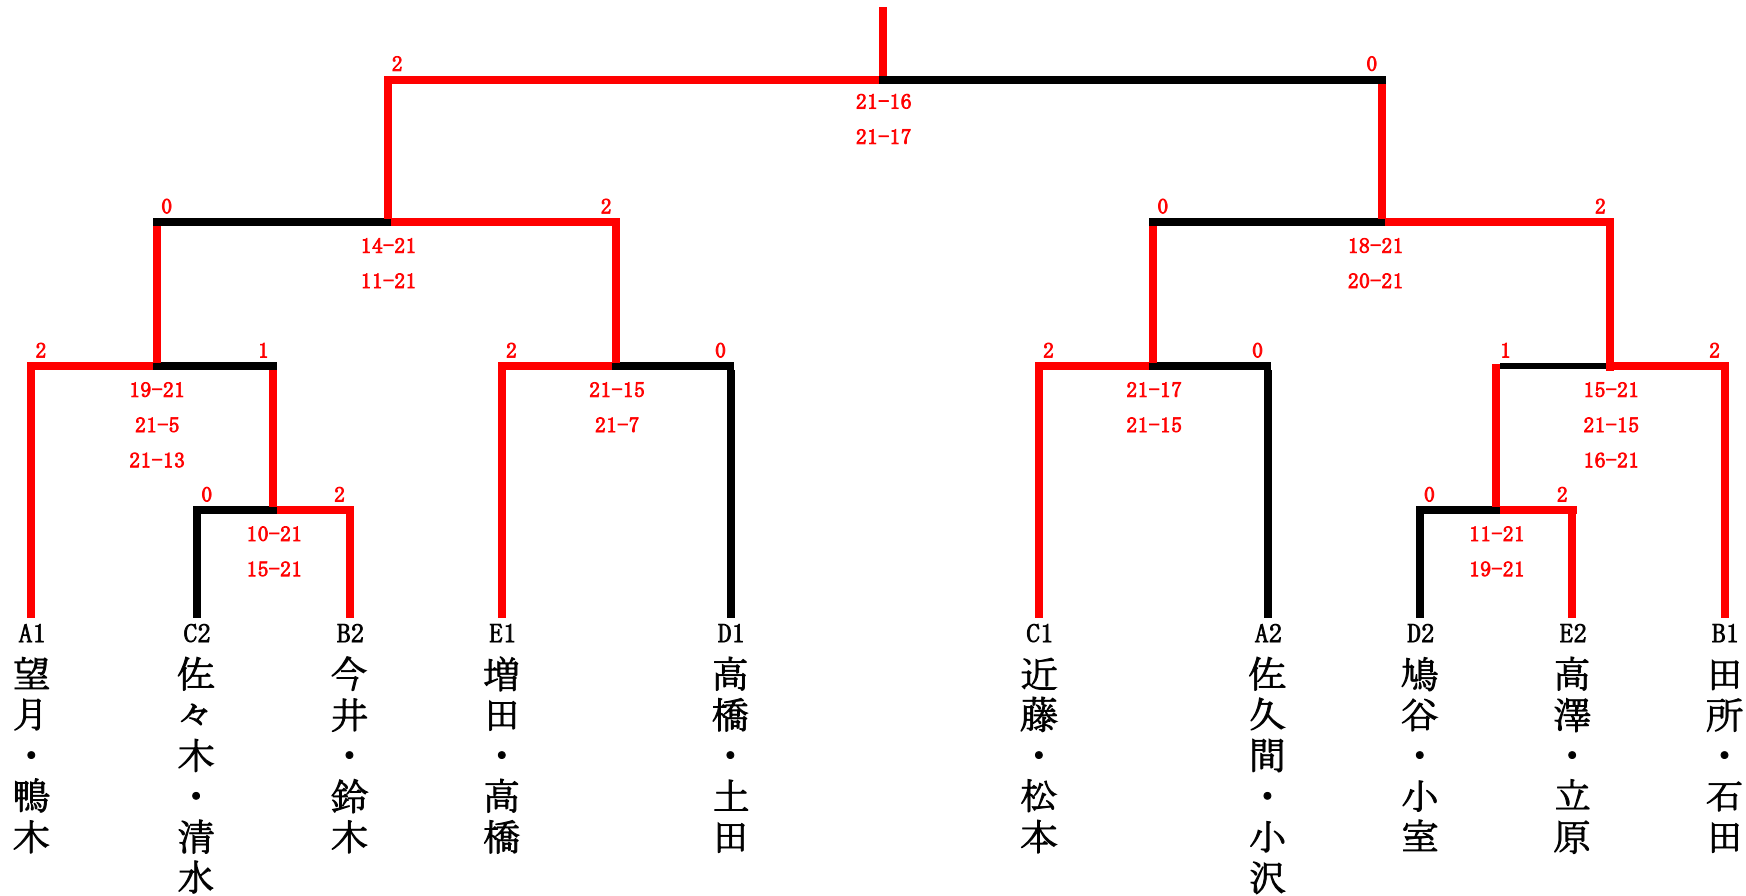 2 0
21-16
21-17
0 2 0 2
14-21 18-21
11-21 20-21
2 1 2 0 2 0 1 2
19-21 21-15 21-17 15-21
21-5 21-7 21-15 21-15
21-13 16-21
0 2 0 2
10-21 11-21
15-21 19-21
A1 C2 B2 E1 D1 C1 A2 D2 E2 B1
望月・鴨木
佐々木・清水
今井・鈴木
増田・高橋
高橋・土田
近藤・松本
佐久間・小沢
鳩谷・小室
高澤・立原
田所・石田